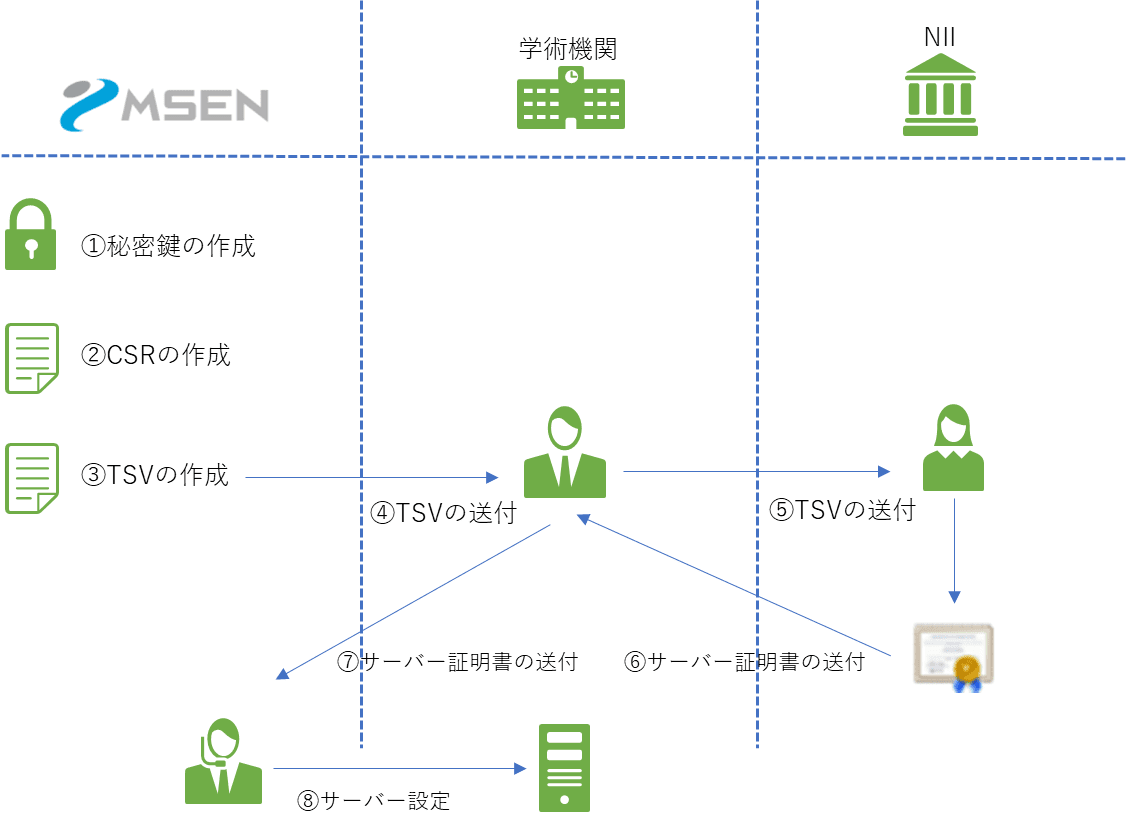 学術機関
NII
MSEN
①秘密鍵の作成
②CSRの作成
③TSVの作成
④TSVの送付
⑤TSVの送付
⑦サーバー証明書の送付
⑥サーバー証明書の送付
⑧サーバー設定